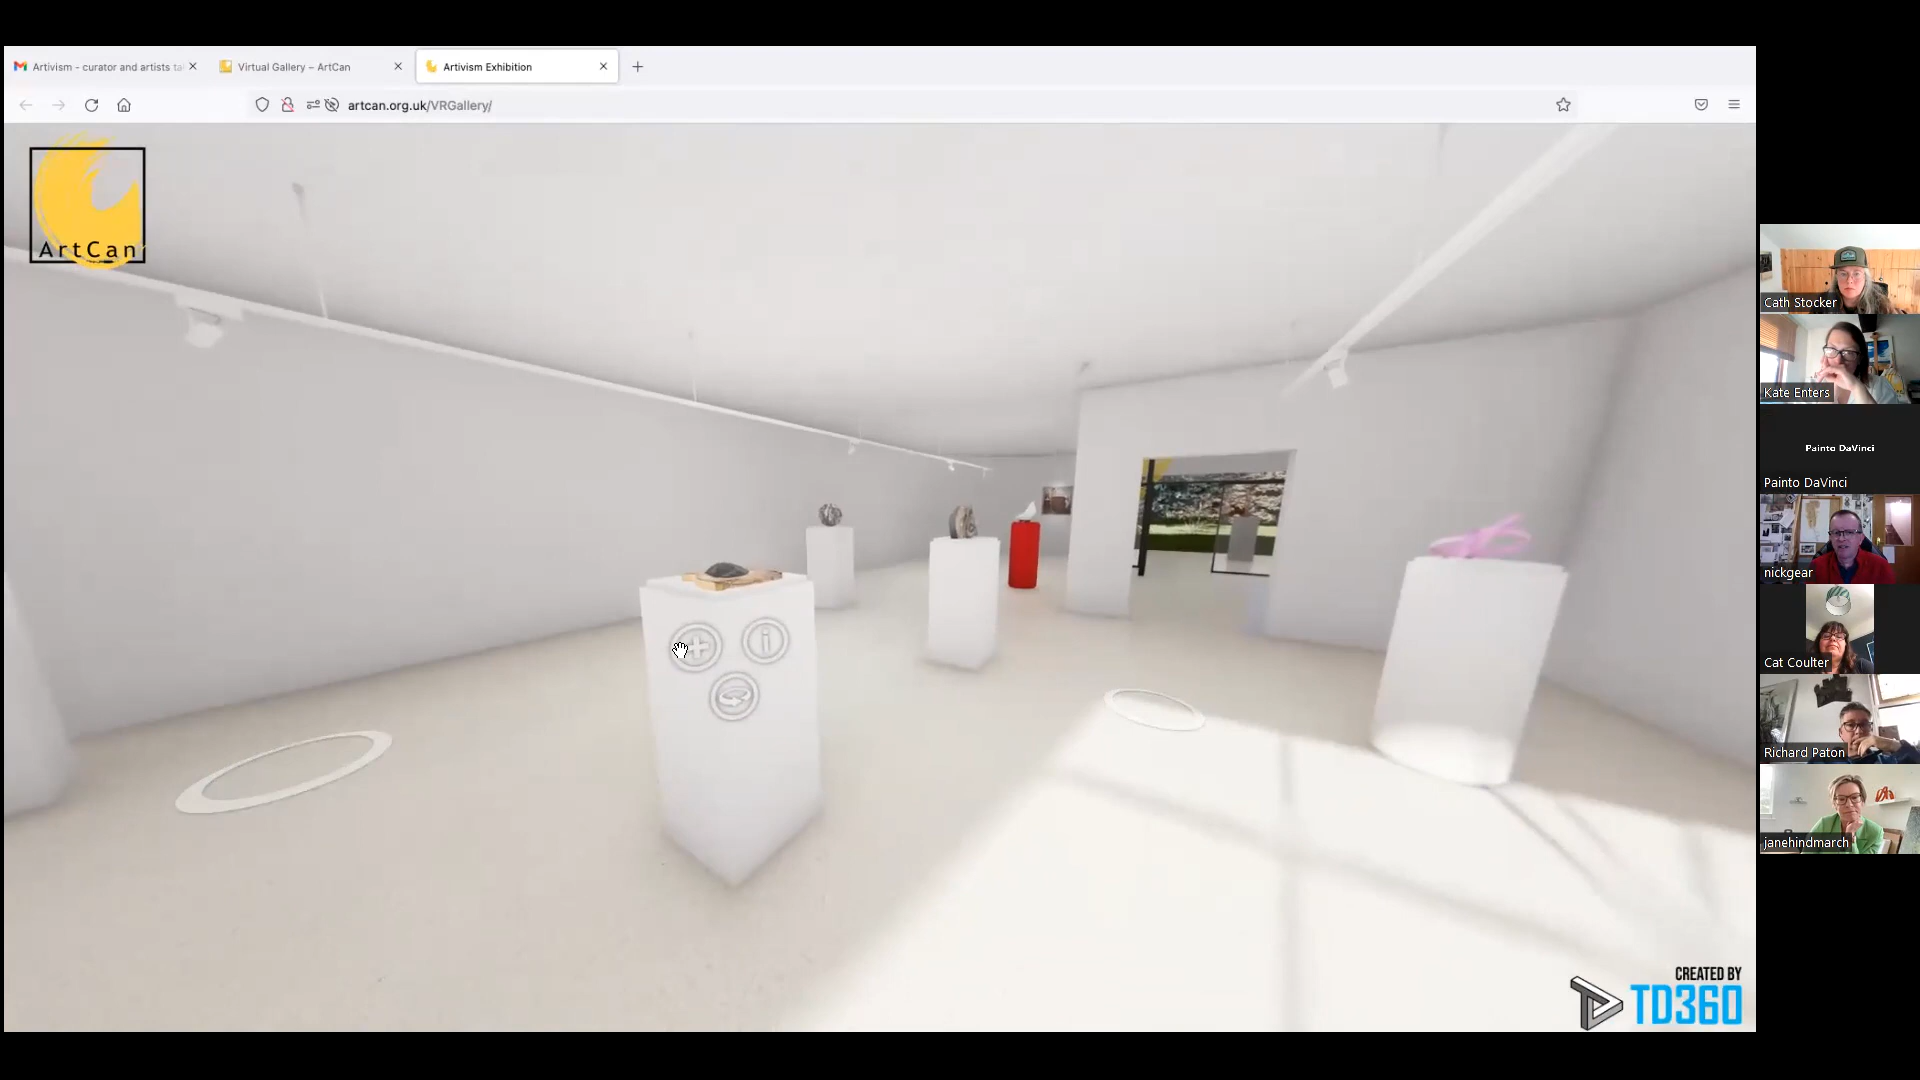 Artivism - curator and artists ta
Virtual Gallery – ArtCan
Artivism Exhibition
artcan.org.uk/VRGallery/
ArtCan
Cath Stocker
Kate Enters
Painto DaVinci
Painto DaVinci
nickgear
Cat Coulter
Richard Paton
janehindmarch
CREATED BY
TD360